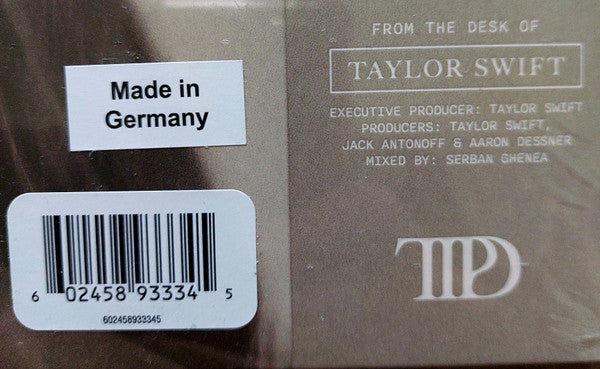 Made in
Germany
6 02458 93334 5
602458933345
FROM THE DESK OF
TAYLOR SWIFT
EXECUTIVE PRODUCER: TAYLOR SWIFT
PRODUCERS: TAYLOR SWIFT,
JACK ANTONOFF & AARON DESSNER
MIXED BY: SERBAN GHENEA
TTPD